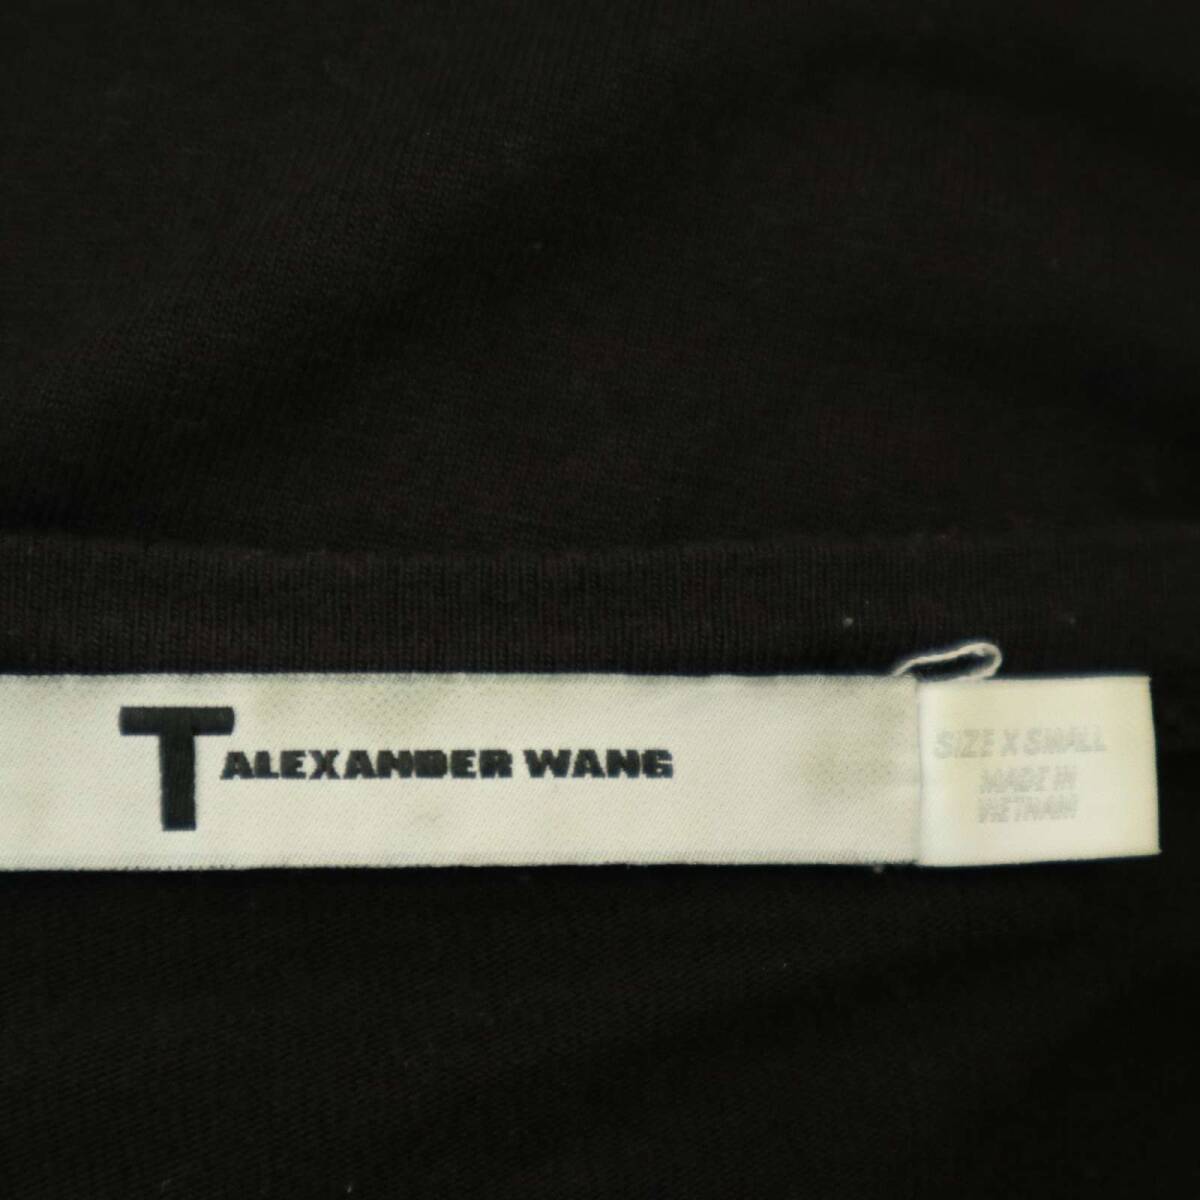 T ALEXANDER WANG
SIZE X SMALL
MADE IN
VIETNAM